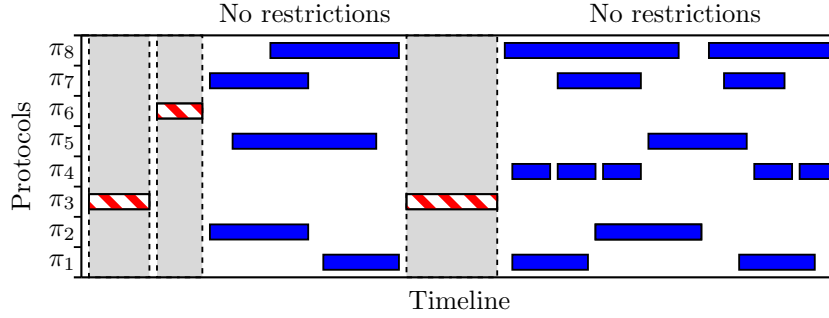 No restrictions
No restrictions
π8
π7
π6
π5
π4
π3
π2
π1
Protocols
Timeline